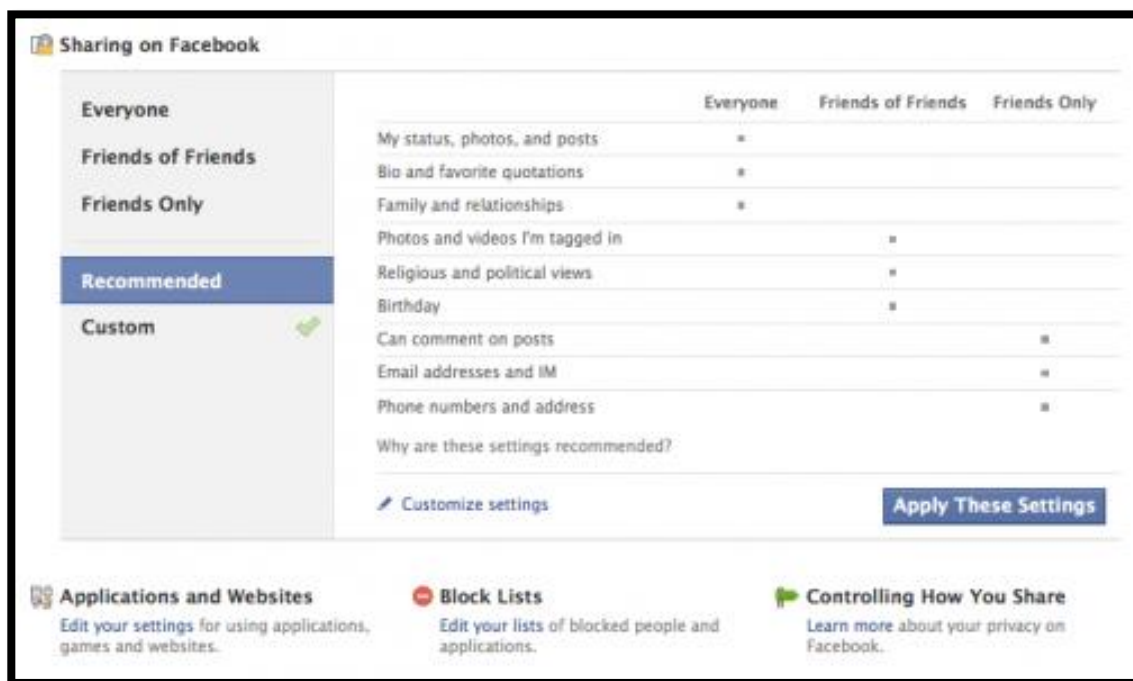 Sharing on Facebook
Everyone
Friends of Friends
Friends Only
Recommended
Custom
Everyone Friends of Friends Friends Only
My status, photos, and posts
Bio and favorite quotations
Family and relationships
Photos and videos I'm tagged in
Religious and political views
Birthday
Can comment on posts
Email addresses and IM
Phone numbers and address
Why are these settings recommended?
Customize settings
Apply These Settings
Applications and Websites
Edit your settings for using applications,
games and websites.
Block Lists
Edit your lists of blocked people and
applications.
Controlling How You Share
Learn more about your privacy on
Facebook.